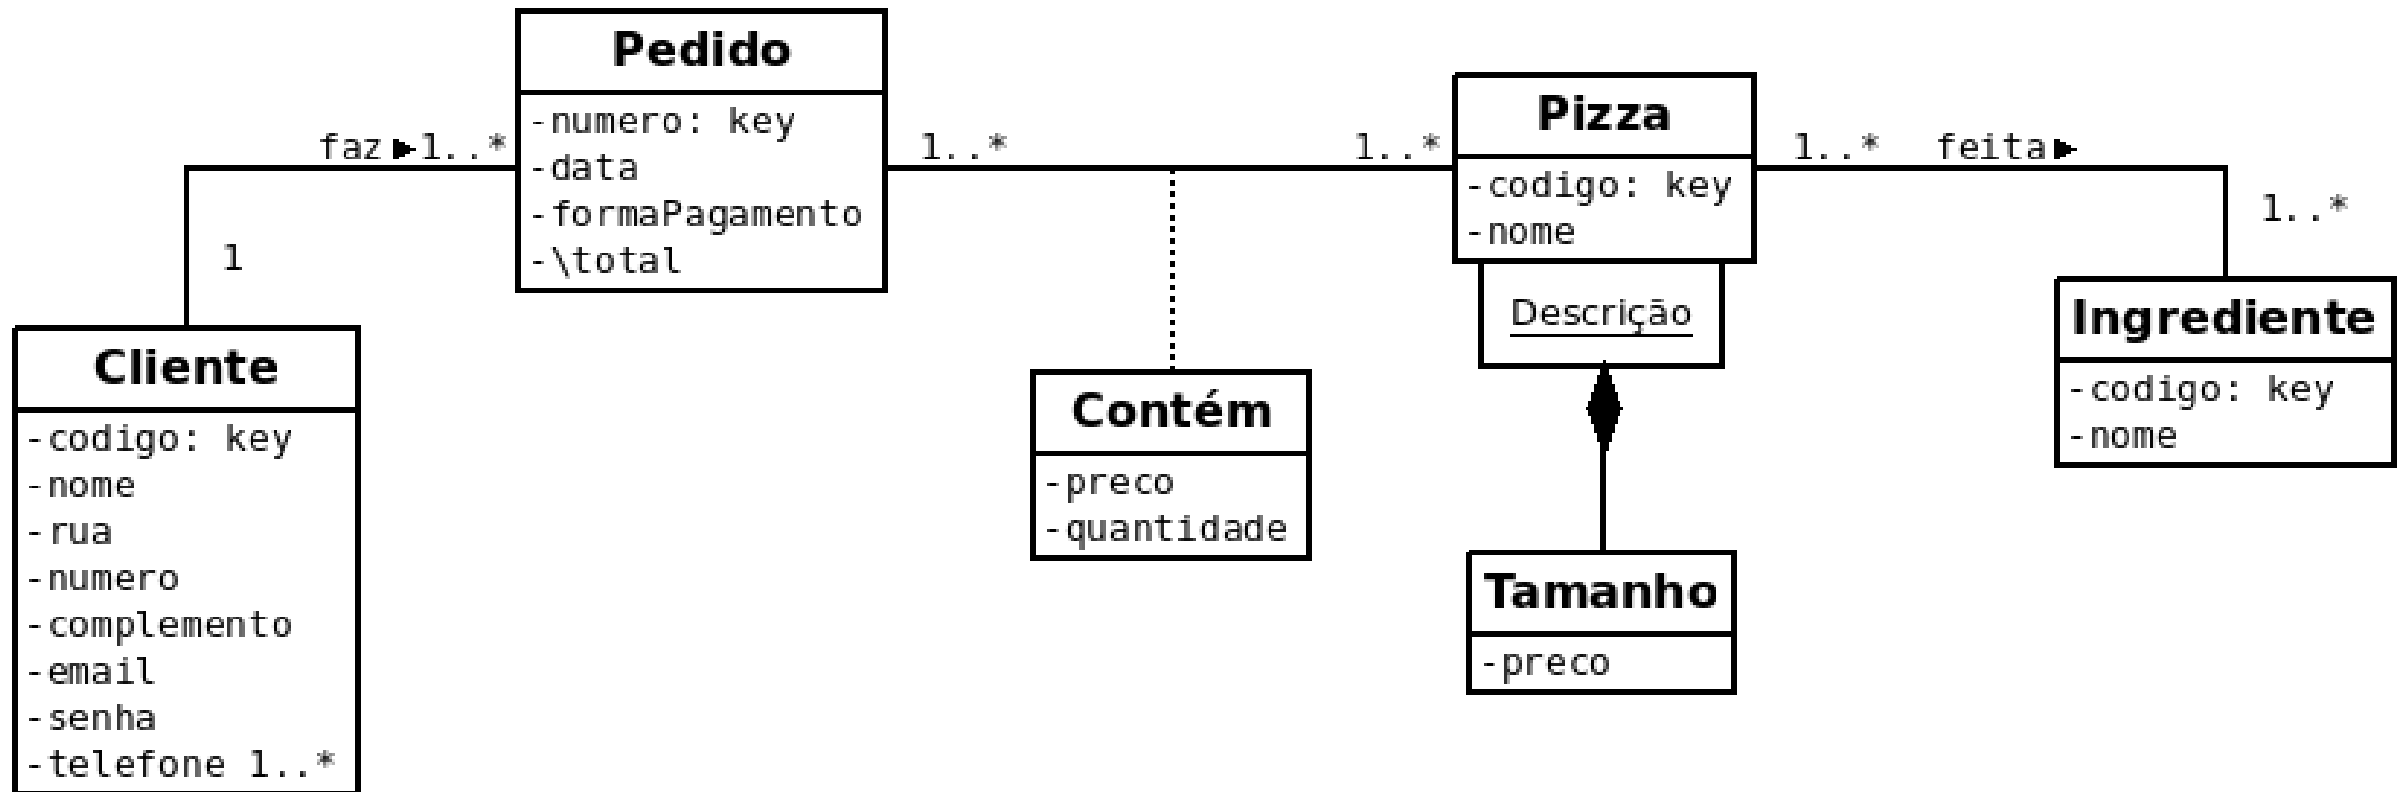 Pedido
-numero: key
-data
-formaPagamento
-\total
faz ▶ 1..*
1
Cliente
-codigo: key
-nome
-rua
-numero
-complemento
-email
-senha
-telefone 1..*
1..*
1..*
Contém
-preco
-quantidade
Pizza
-codigo: key
-nome
Descrição
Tamanho
-preco
1..*
feita ▶
1..*
Ingrediente
-codigo: key
-nome